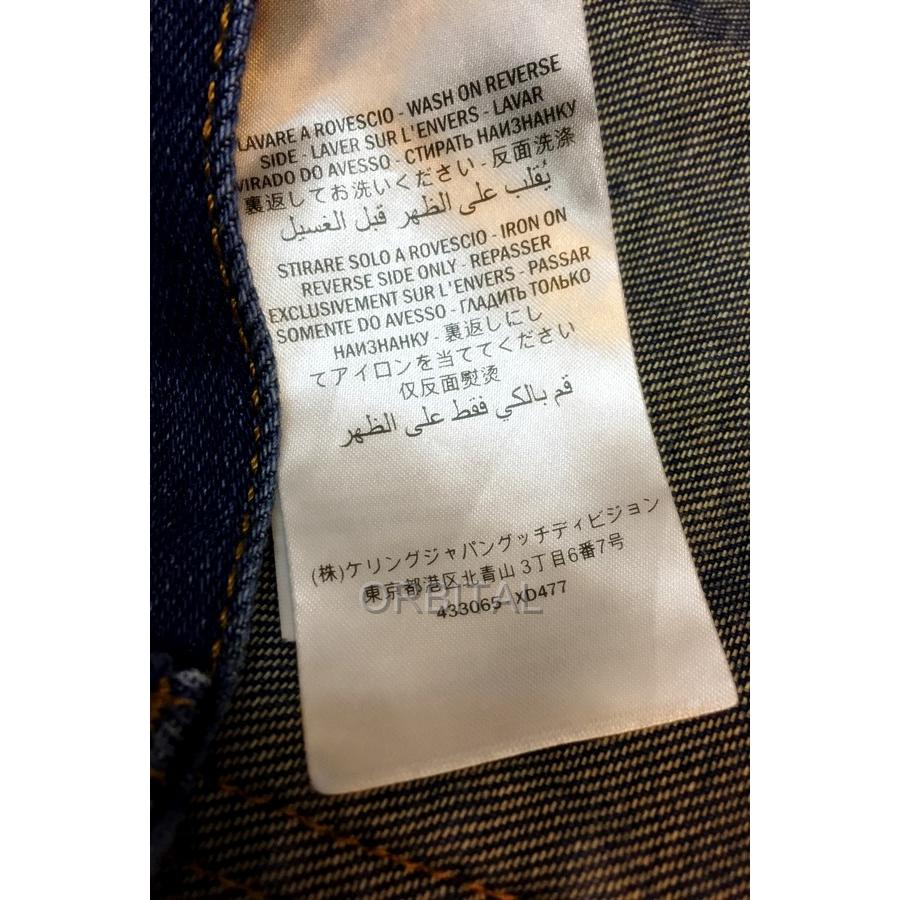 LAVARE A ROVESCIO - WASH ON REVERSE
SIDE - LAVER SUR L'ENVERS - LAVAR
VIRADO DO AVESSO - СТИРАТЬ НАИЗНАНКУ
裏返してお洗いください - 反面洗涤
يُقلب على الظهر قبل الغسيل
STIRARE SOLO A ROVESCIO - IRON ON
REVERSE SIDE ONLY - REPASSER
EXCLUSIVEMENT SUR L'ENVERS - PASSAR
SOMENTE DO AVESSO - ГЛАДИТЬ ТОЛЬКО
НАИЗНАНКУ - 裏返しにし
てアイロンを当ててください
仅反面熨烫
قم بالكي فقط على الظهر
(株)ケリングジャパングッチディビジョン
東京都港区北青山 3丁目6番7号
433065 XD477
ORBITAL